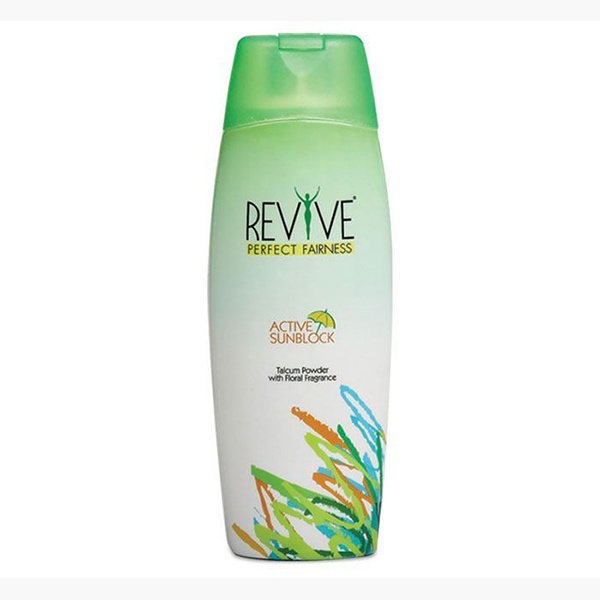 REVIVE®
PERFECT FAIRNESS
ACTIVE
SUNBLOCK
Talcum Powder
with Floral Fragrance